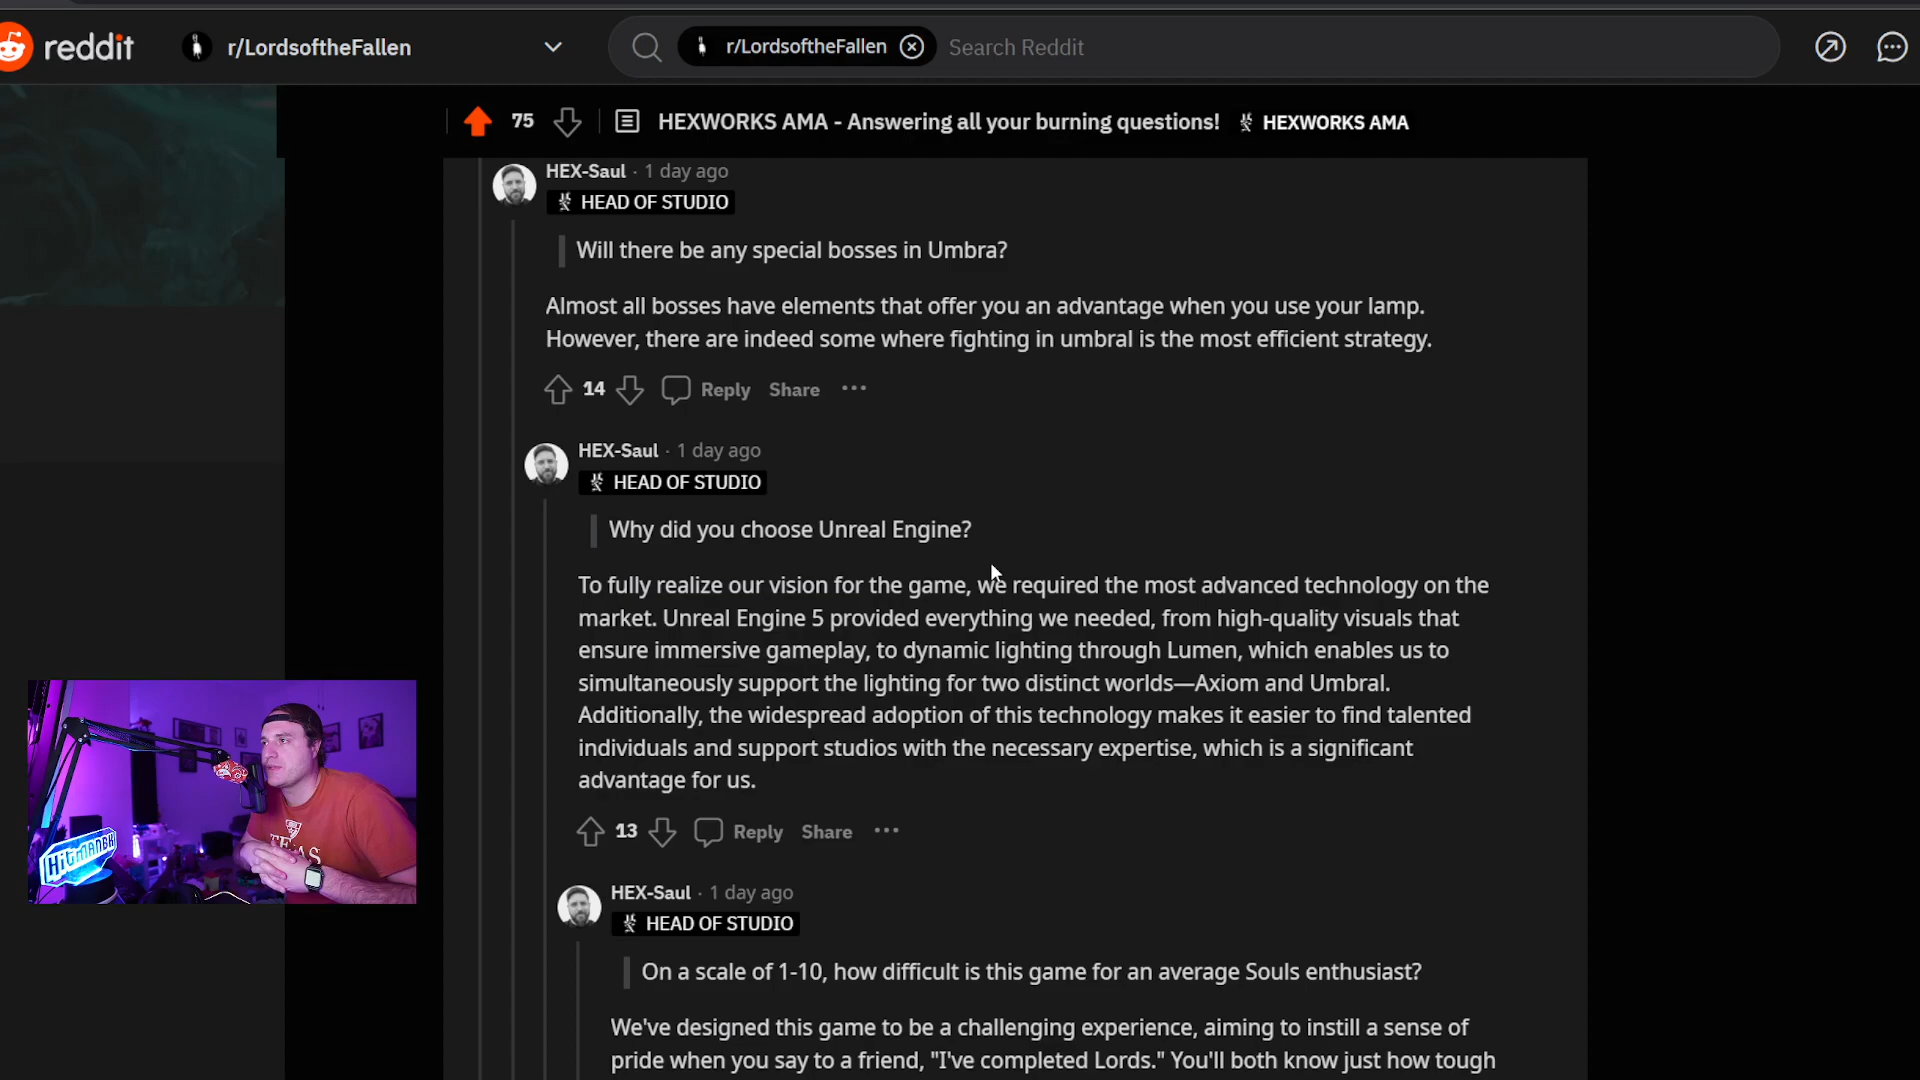 reddit
r/LordsoftheFallen
r/LordsoftheFallen
Search Reddit
75
HEXWORKS AMA - Answering all your burning questions!
HEXWORKS AMA
HEX-Saul · 1 day ago
HEAD OF STUDIO
Will there be any special bosses in Umbra?
Almost all bosses have elements that offer you an advantage when you use your lamp.
However, there are indeed some where fighting in umbral is the most efficient strategy.
14 Reply Share ···
HEX-Saul · 1 day ago
HEAD OF STUDIO
Why did you choose Unreal Engine?
To fully realize our vision for the game, we required the most advanced technology on the
market. Unreal Engine 5 provided everything we needed, from high-quality visuals that
ensure immersive gameplay, to dynamic lighting through Lumen, which enables us to
simultaneously support the lighting for two distinct worlds—Axiom and Umbral.
Additionally, the widespread adoption of this technology makes it easier to find talented
individuals and support studios with the necessary expertise, which is a significant
advantage for us.
13 Reply Share ···
HEX-Saul · 1 day ago
HEAD OF STUDIO
On a scale of 1-10, how difficult is this game for an average Souls enthusiast?
We've designed this game to be a challenging experience, aiming to instill a sense of
pride when you say to a friend, "I've completed Lords." You'll both know just how tough
HitmanBK